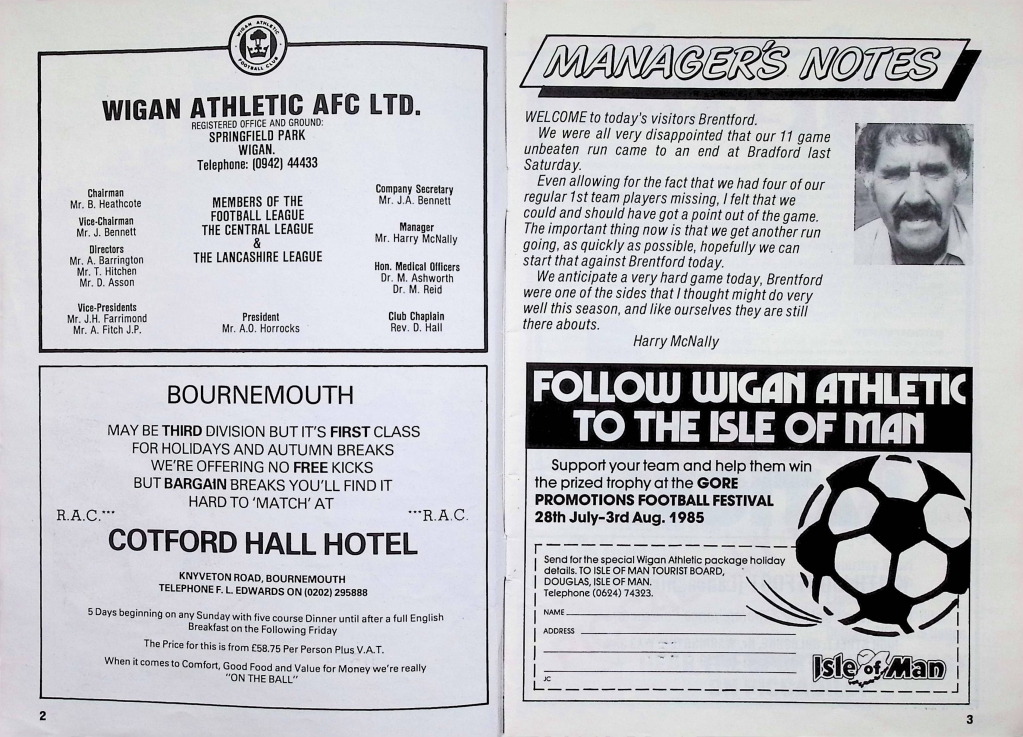 WIGAN ATHLETIC
FOOTBALL CLUB
WIGAN ATHLETIC AFC LTD.
REGISTERED OFFICE AND GROUND:
SPRINGFIELD PARK
WIGAN.
Telephone: (0942) 44433
Chairman
Mr. B. Heathcote
Vice-Chairman
Mr. J. Bennett
Directors
Mr. A. Barrington
Mr. T. Hitchen
Mr. D. Asson
Vice-Presidents
Mr. J.H. Farrimond
Mr. A. Fitch J.P.
MEMBERS OF THE
FOOTBALL LEAGUE
THE CENTRAL LEAGUE
&
THE LANCASHIRE LEAGUE
President
Mr. A.O. Horrocks
Company Secretary
Mr. J.A. Bennett
Manager
Mr. Harry McNally
Hon. Medical Officers
Dr. M. Ashworth
Dr. M. Reid
Club Chaplain
Rev. D. Hall
BOURNEMOUTH
MAY BE THIRD DIVISION BUT IT'S FIRST CLASS
FOR HOLIDAYS AND AUTUMN BREAKS
WE'RE OFFERING NO FREE KICKS
BUT BARGAIN BREAKS YOU'LL FIND IT
HARD TO 'MATCH' AT
R.A.C.*** ***R.A.C.
COTFORD HALL HOTEL
KNYVETON ROAD, BOURNEMOUTH
TELEPHONE F. L. EDWARDS ON (0202) 295888
5 Days beginning on any Sunday with five course Dinner until after a full English
Breakfast on the Following Friday
The Price for this is from £58.75 Per Person Plus V.A.T.
When it comes to Comfort, Good Food and Value for Money we're really
"ON THE BALL"
2
MANAGER'S NOTES
WELCOME to today's visitors Brentford.
We were all very disappointed that our 11 game
unbeaten run came to an end at Bradford last
Saturday.
Even allowing for the fact that we had four of our
regular 1st team players missing, I felt that we
could and should have got a point out of the game.
The important thing now is that we get another run
going, as quickly as possible, hopefully we can
start that against Brentford today.
We anticipate a very hard game today, Brentford
were one of the sides that I thought might do very
well this season, and like ourselves they are still
there abouts.
Harry McNally
FOLLOW WIGAN ATHLETIC
TO THE ISLE OF MAN
Support your team and help them win
the prized trophy at the GORE
PROMOTIONS FOOTBALL FESTIVAL
28th July-3rd Aug. 1985
Send for the special Wigan Athletic package holiday
details. TO ISLE OF MAN TOURIST BOARD,
DOUGLAS, ISLE OF MAN.
Telephone (0624) 74323.
NAME
ADDRESS
JC
Isle of Man
3